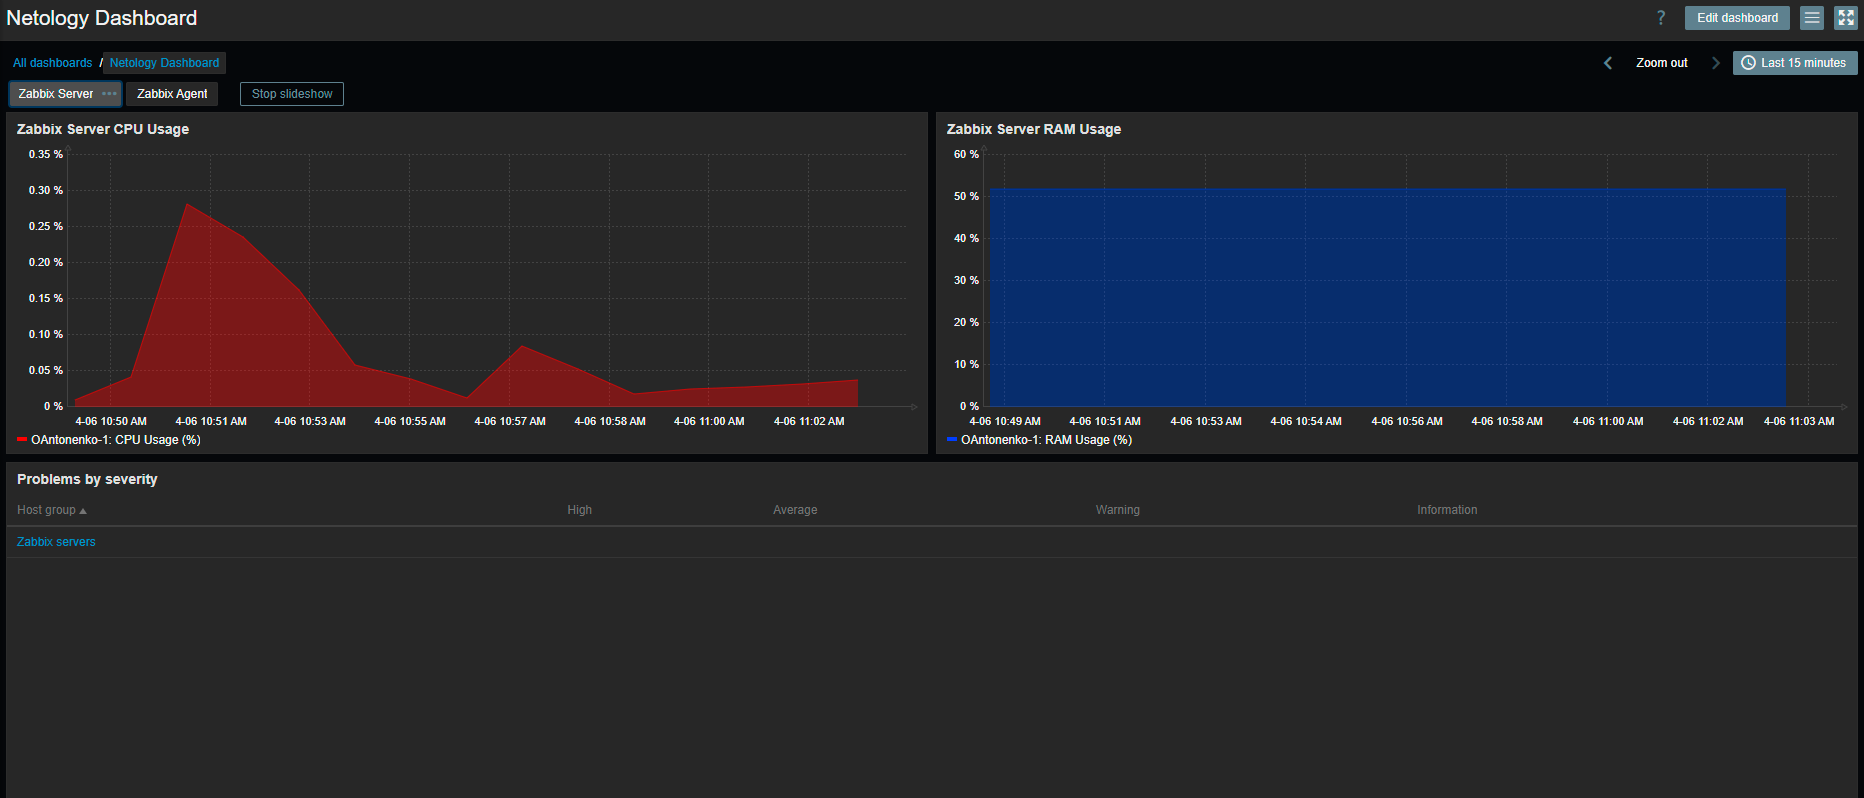 Netology Dashboard
? Edit dashboard
All dashboards / Netology Dashboard
Zoom out Last 15 minutes
Zabbix Server ••• Zabbix Agent Stop slideshow
Zabbix Server CPU Usage
0.35 %
0.30 %
0.25 %
0.20 %
0.15 %
0.10 %
0.05 %
0 %
4-06 10:50 AM 4-06 10:51 AM 4-06 10:53 AM 4-06 10:55 AM 4-06 10:57 AM 4-06 10:58 AM 4-06 11:00 AM 4-06 11:02 AM
OAntonenko-1: CPU Usage (%)
Zabbix Server RAM Usage
60 %
50 %
40 %
30 %
20 %
10 %
0 %
4-06 10:49 AM 4-06 10:51 AM 4-06 10:53 AM 4-06 10:54 AM 4-06 10:56 AM 4-06 10:58 AM 4-06 11:00 AM 4-06 11:02 AM 4-06 11:03 AM
OAntonenko-1: RAM Usage (%)
Problems by severity
Host group High Average Warning Information
Zabbix servers